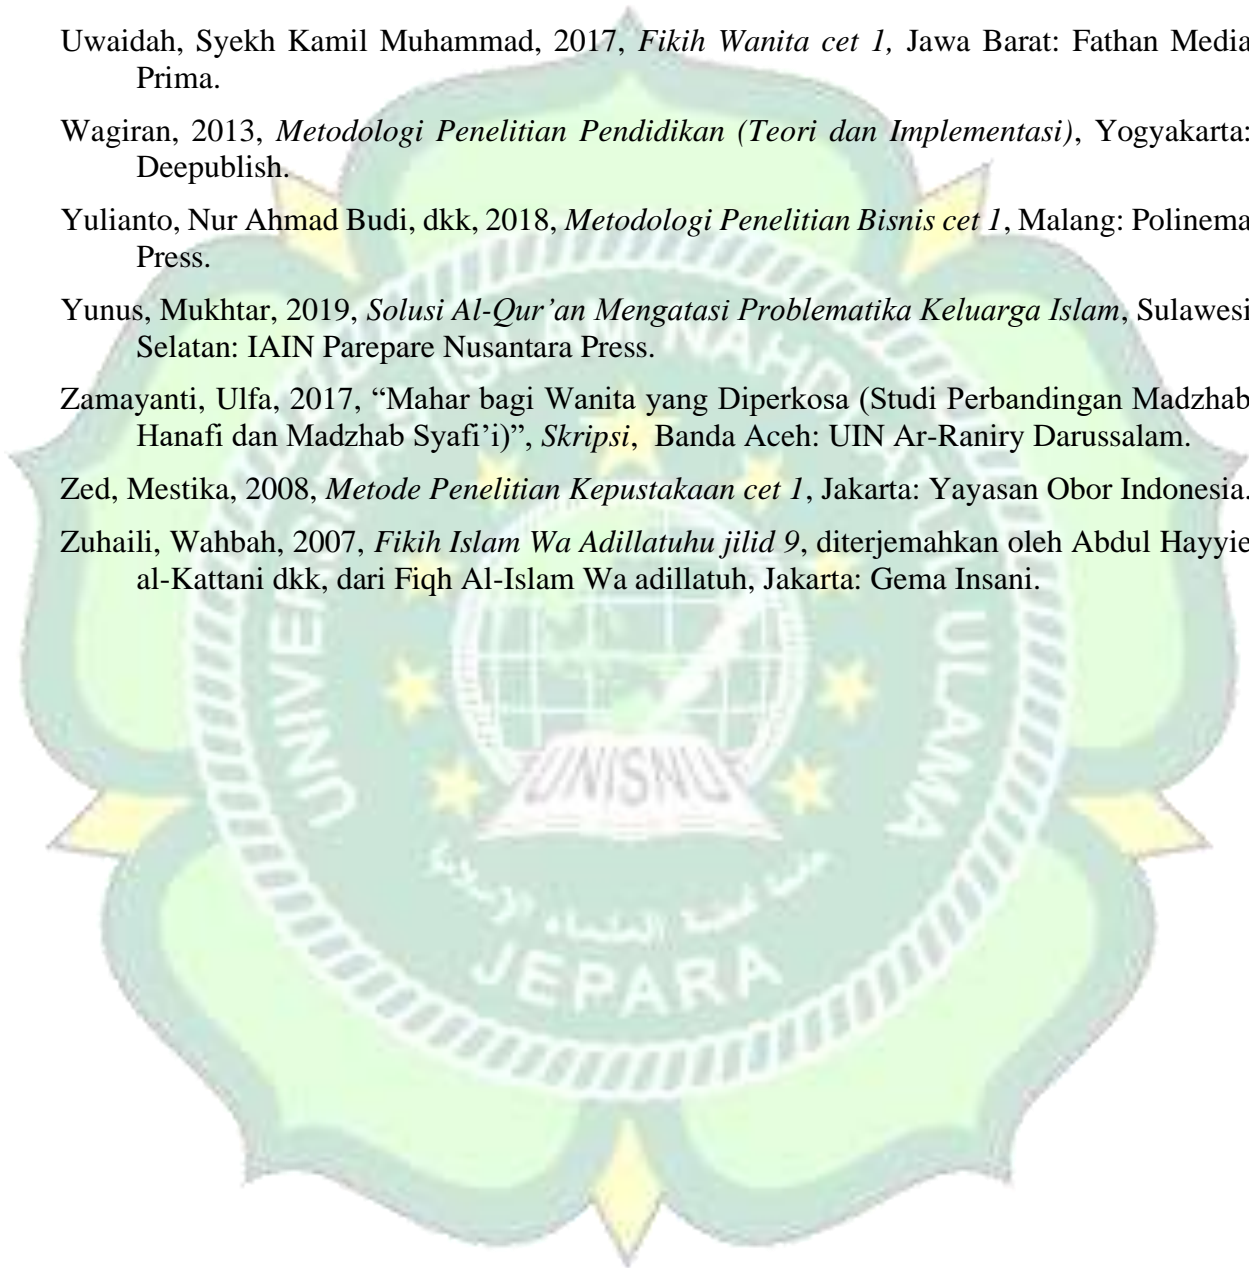 Uwaidah, Syekh Kamil Muhammad, 2017, Fikih Wanita cet 1, Jawa Barat: Fathan Media
Prima.
Wagiran, 2013, Metodologi Penelitian Pendidikan (Teori dan Implementasi), Yogyakarta:
Deepublish.
Yulianto, Nur Ahmad Budi, dkk, 2018, Metodologi Penelitian Bisnis cet 1, Malang: Polinema
Press.
Yunus, Mukhtar, 2019, Solusi Al-Qur’an Mengatasi Problematika Keluarga Islam, Sulawesi
Selatan: IAIN Parepare Nusantara Press.
Zamayanti, Ulfa, 2017, “Mahar bagi Wanita yang Diperkosa (Studi Perbandingan Madzhab
Hanafi dan Madzhab Syafi’i)”, Skripsi, Banda Aceh: UIN Ar-Raniry Darussalam.
Zed, Mestika, 2008, Metode Penelitian Kepustakaan cet 1, Jakarta: Yayasan Obor Indonesia.
Zuhaili, Wahbah, 2007, Fikih Islam Wa Adillatuhu jilid 9, diterjemahkan oleh Abdul Hayyie
al-Kattani dkk, dari Fiqh Al-Islam Wa adillatuh, Jakarta: Gema Insani.
UNIVERSITAS ISLAM NAHDLATUL ULAMA
UNISNU
JEPARA